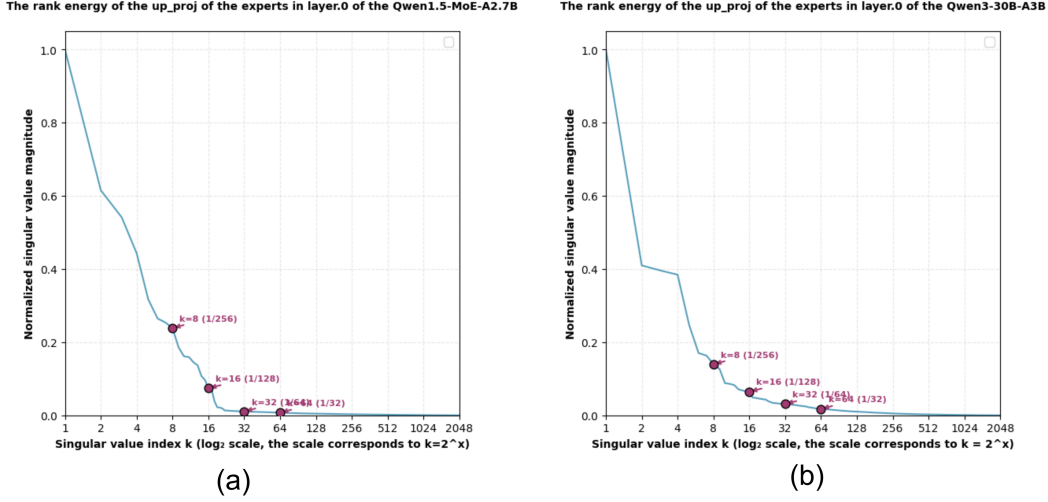 The rank energy of the up_proj of the experts in layer.0 of the Qwen1.5-MoE-A2.7B
Normalized singular value magnitude
1.0
0.8
0.6
0.4
0.2
0.0
k=8 (1/256)
k=16 (1/128)
k=32 (1/64)
k=64 (1/32)
1 2 4 8 16 32 64 128 256 512 1024 2048
Singular value index k (log₂ scale, the scale corresponds to k=2^x)
(a)
The rank energy of the up_proj of the experts in layer.0 of the Qwen3-30B-A3B
Normalized singular value magnitude
1.0
0.8
0.6
0.4
0.2
0.0
k=8 (1/256)
k=16 (1/128)
k=32 (1/64)
k=64 (1/32)
1 2 4 8 16 32 64 128 256 512 1024 2048
Singular value index k (log₂ scale, the scale corresponds to k = 2^x)
(b)